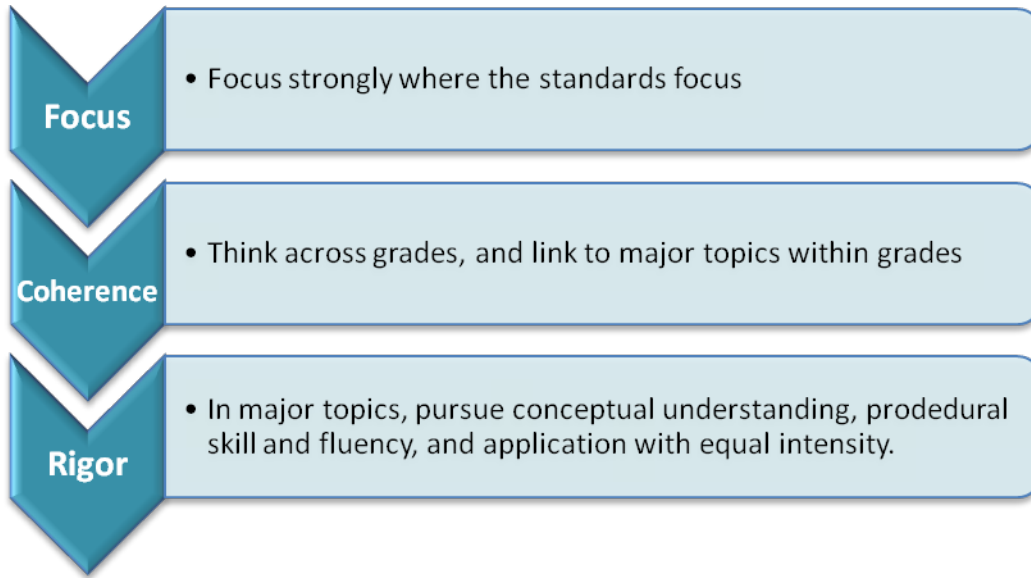 Focus
• Focus strongly where the standards focus
Coherence
• Think across grades, and link to major topics within grades
Rigor
• In major topics, pursue conceptual understanding, prodedural
skill and fluency, and application with equal intensity.